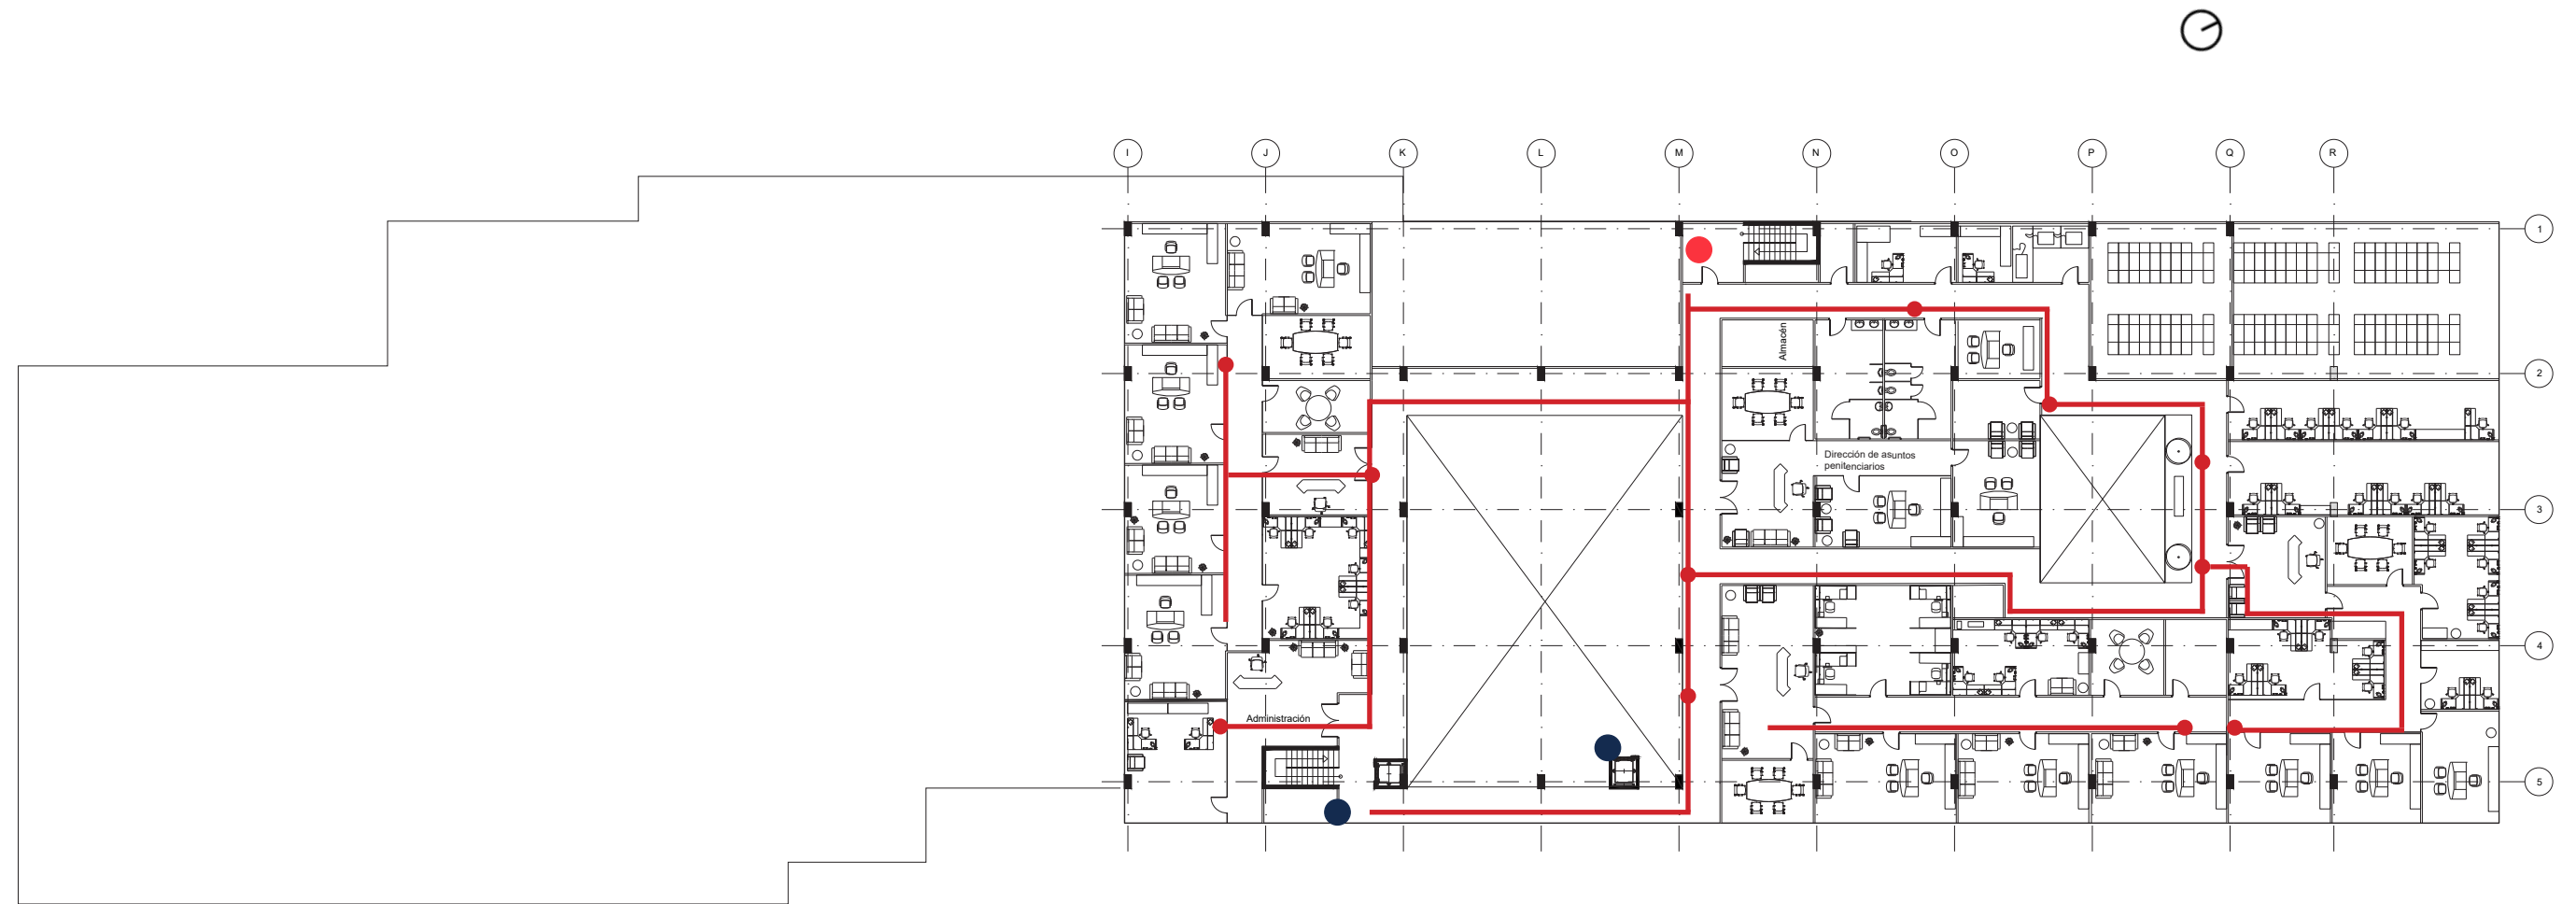 I J K L M N O P Q R
1
Almacén
2
Dirección de asuntos
penitenciarios
3
4
Administración
5